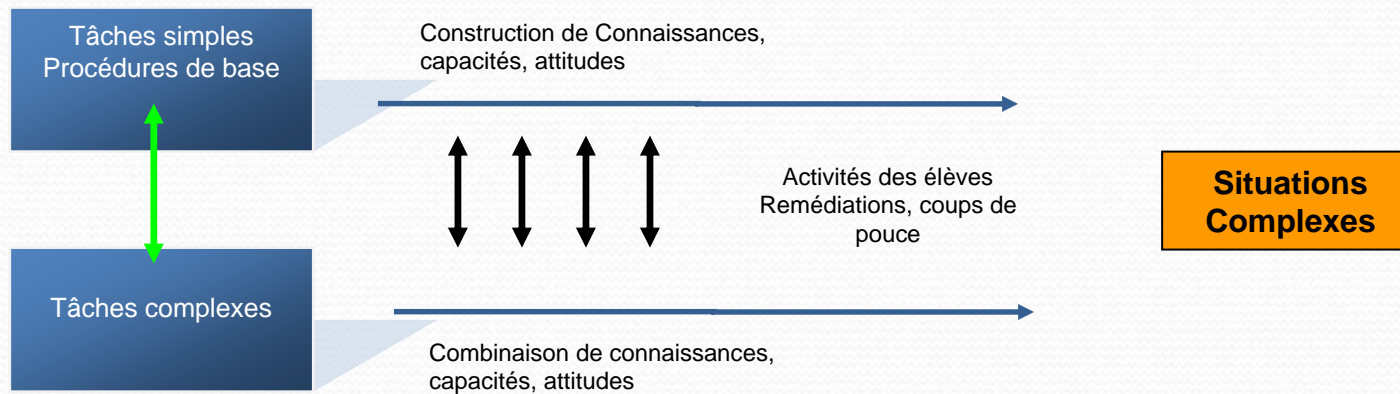 Tâches simples
Procédures de base
Construction de Connaissances,
capacités, attitudes
Activités des élèves
Remédiations, coups de
pouce
Situations
Complexes
Tâches complexes
Combinaison de connaissances,
capacités, attitudes